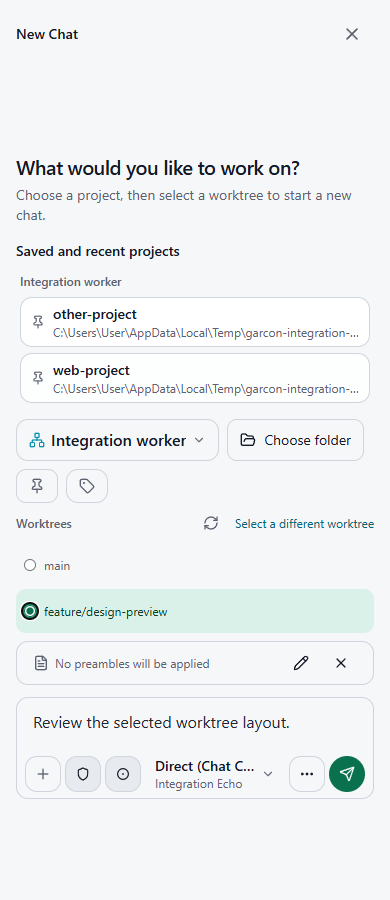 New Chat
What would you like to work on?
Choose a project, then select a worktree to start a new
chat.
Saved and recent projects
Integration worker
other-project
C:\Users\User\AppData\Local\Temp\garcon-integration-...
web-project
C:\Users\User\AppData\Local\Temp\garcon-integration-...
Integration worker
Choose folder
Worktrees
Select a different worktree
main
feature/design-preview
No preambles will be applied
Review the selected worktree layout.
Direct (Chat C...
Integration Echo